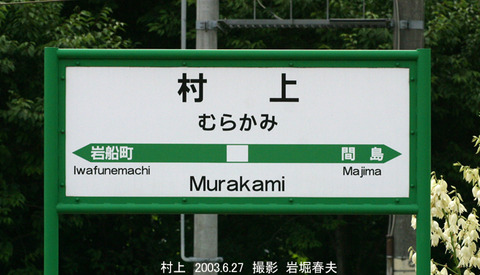 村上
むらかみ
岩船町 間島
Iwafunemachi Majima
Murakami
村上 2003.6.27 撮影 岩堀春夫